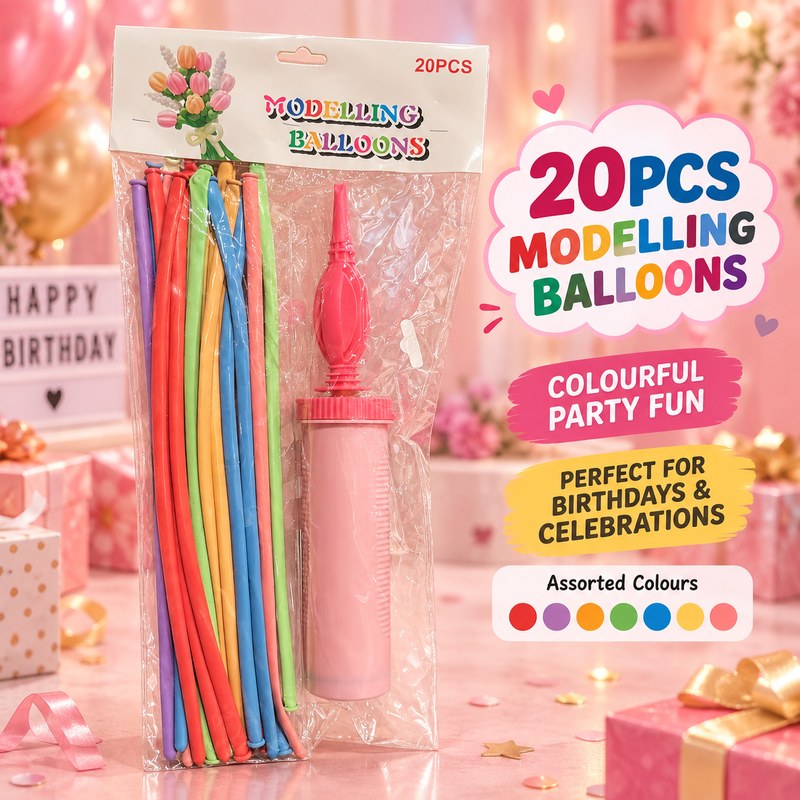 20PCS
MODELLING
BALLOONS
HAPPY
BIRTHDAY
20PCS
MODELLING
BALLOONS
COLOURFUL
PARTY FUN
PERFECT FOR
BIRTHDAYS &
CELEBRATIONS
Assorted Colours